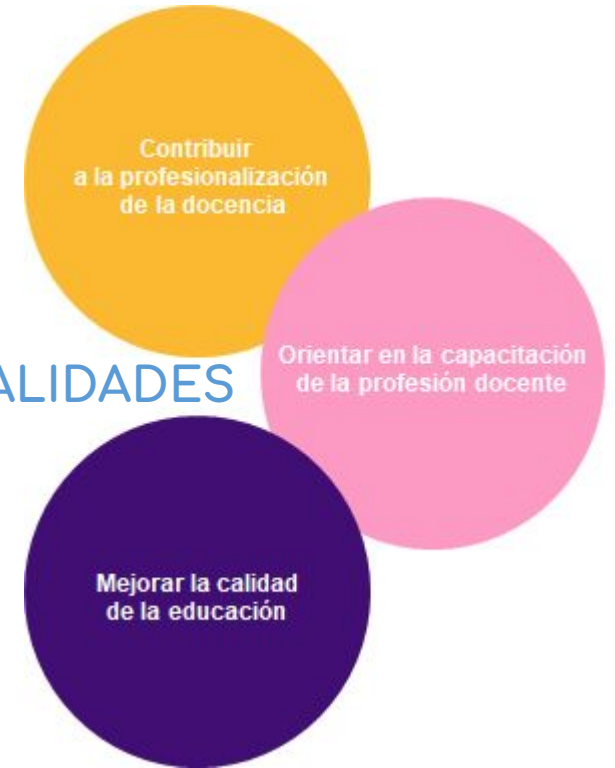 Contribuir
a la profesionalización
de la docencia
Orientar en la capacitación
de la profesión docente
ALIDADES
Mejorar la calidad
de la educación